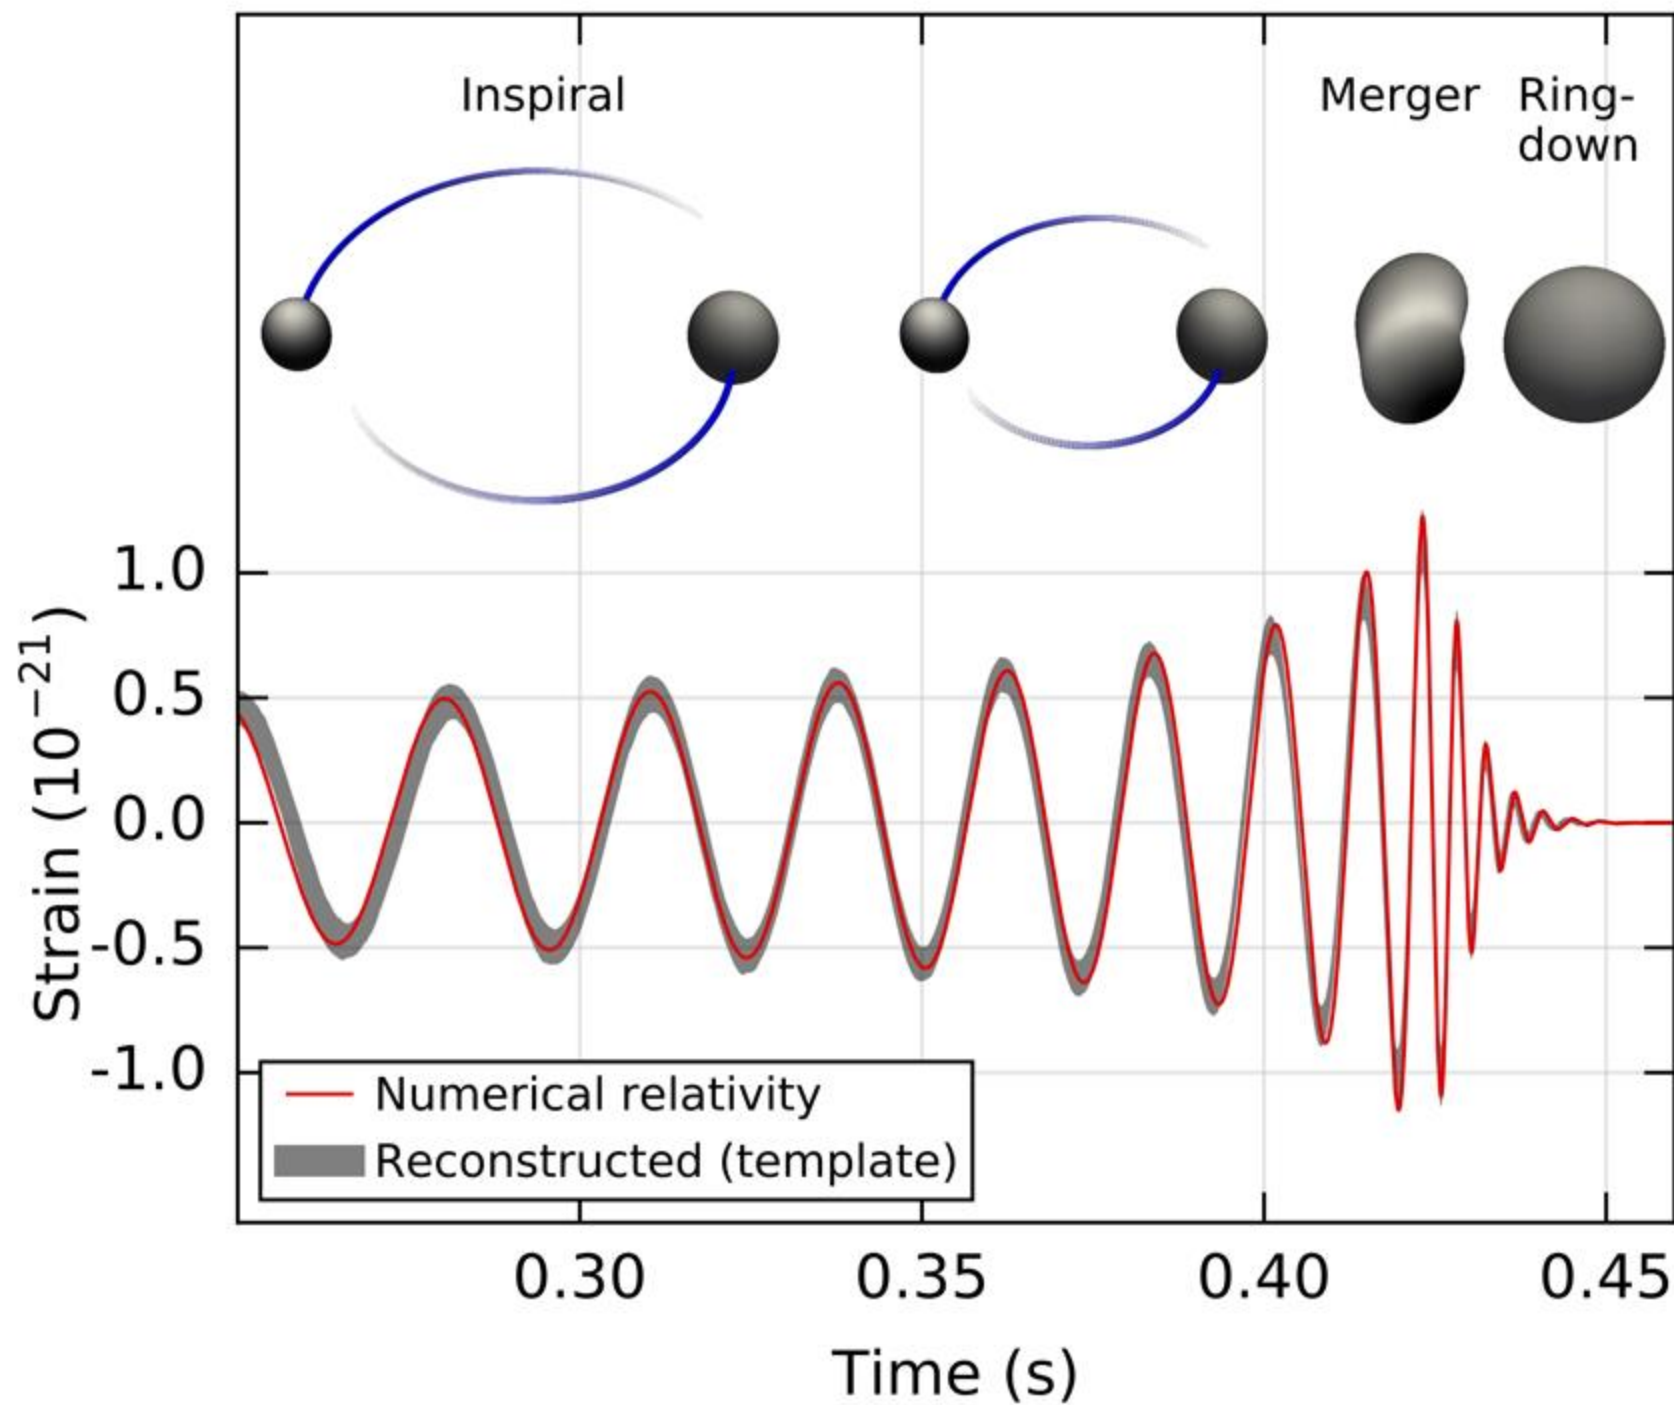 Inspiral
Merger
Ring-
down
1.0
0.5
0.0
-0.5
-1.0
Strain (10⁻²¹)
Numerical relativity
Reconstructed (template)
0.30
0.35
0.40
0.45
Time (s)